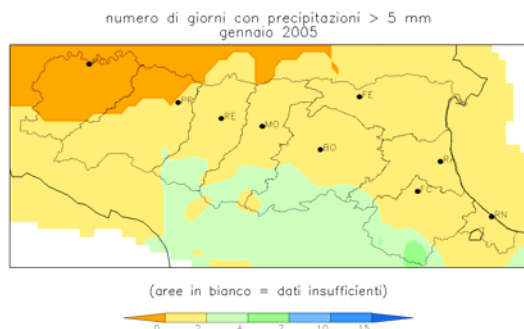 numero di giorni con precipitazioni > 5 mm
gennaio 2005
PC
PR
RE
MO
FE
BO
RA
FC
RN
(aree in bianco = dati insufficienti)
0 2 4 7 10 15